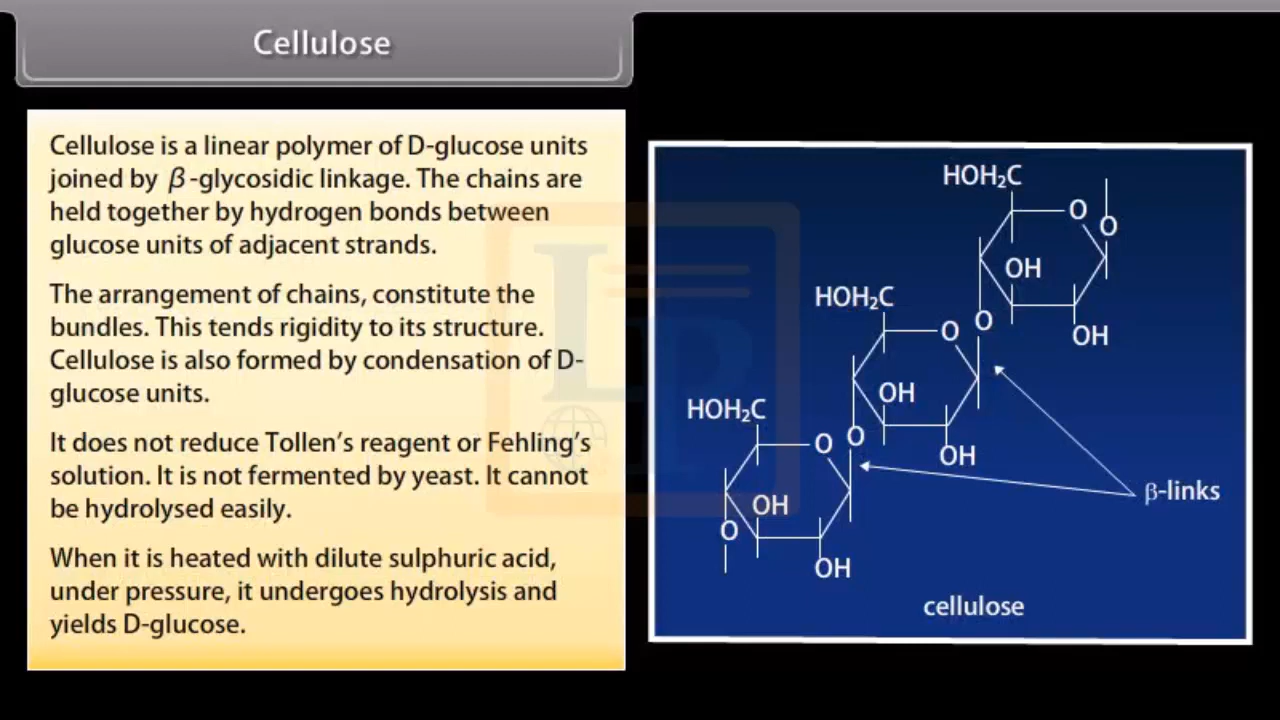 Cellulose
Cellulose is a linear polymer of D-glucose units
joined by β-glycosidic linkage. The chains are
held together by hydrogen bonds between
glucose units of adjacent strands.
The arrangement of chains, constitute the
bundles. This tends rigidity to its structure.
Cellulose is also formed by condensation of D-
glucose units.
It does not reduce Tollen's reagent or Fehling's
solution. It is not fermented by yeast. It cannot
be hydrolysed easily.
When it is heated with dilute sulphuric acid,
under pressure, it undergoes hydrolysis and
yields D-glucose.
HOH₂C
O
O
OH
OH
HOH₂C
O
O
OH
OH
HOH₂C
O
O
OH
O
OH
β-links
cellulose